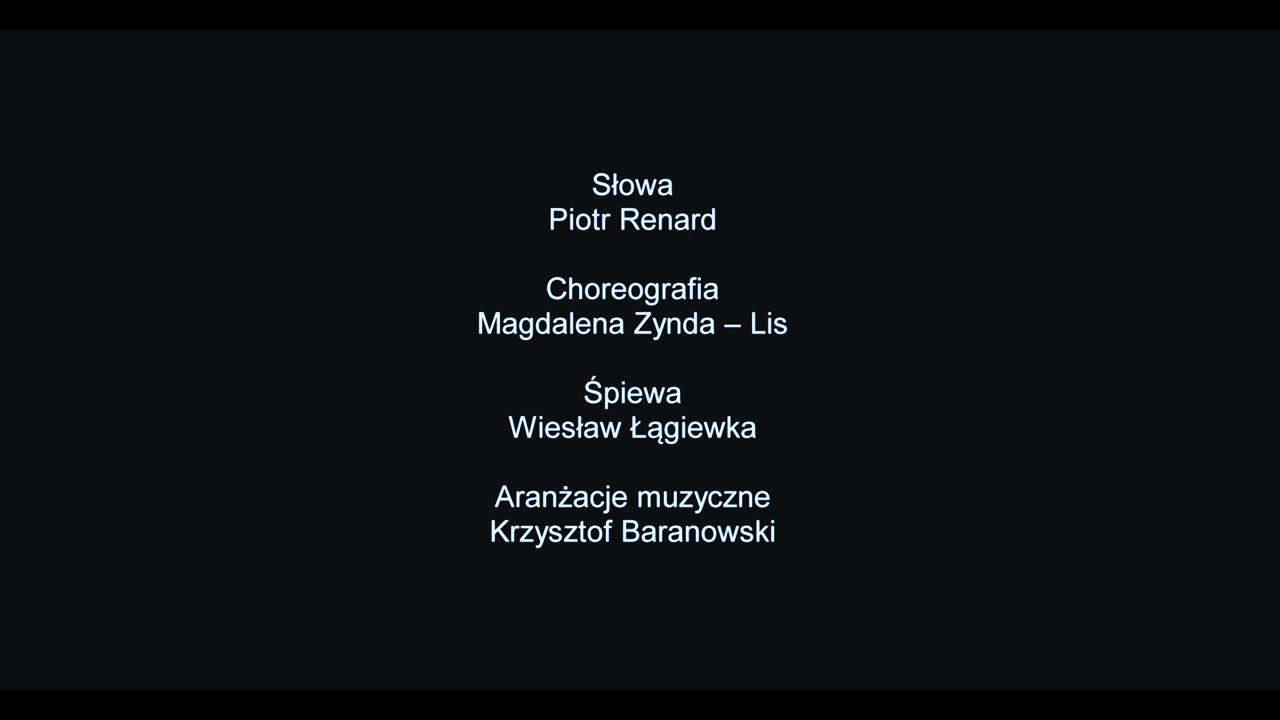 Słowa
Piotr Renard
Choreografia
Magdalena Zynda – Lis
Śpiewa
Wiesław Łągiewka
Aranżacje muzyczne
Krzysztof Baranowski